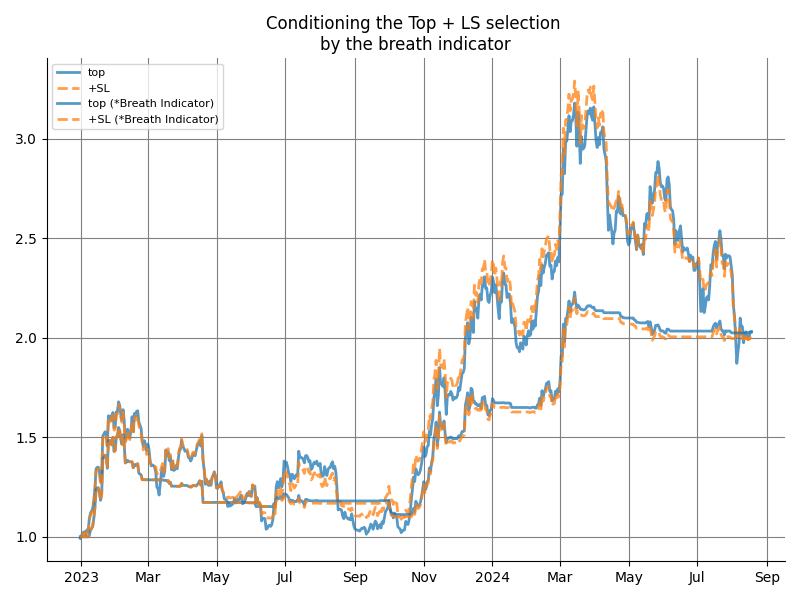 Conditioning the Top + LS selection
by the breath indicator
top
+SL
top (*Breath Indicator)
+SL (*Breath Indicator)
3.0
2.5
2.0
1.5
1.0
2023
Mar
May
Jul
Sep
Nov
2024
Mar
May
Jul
Sep